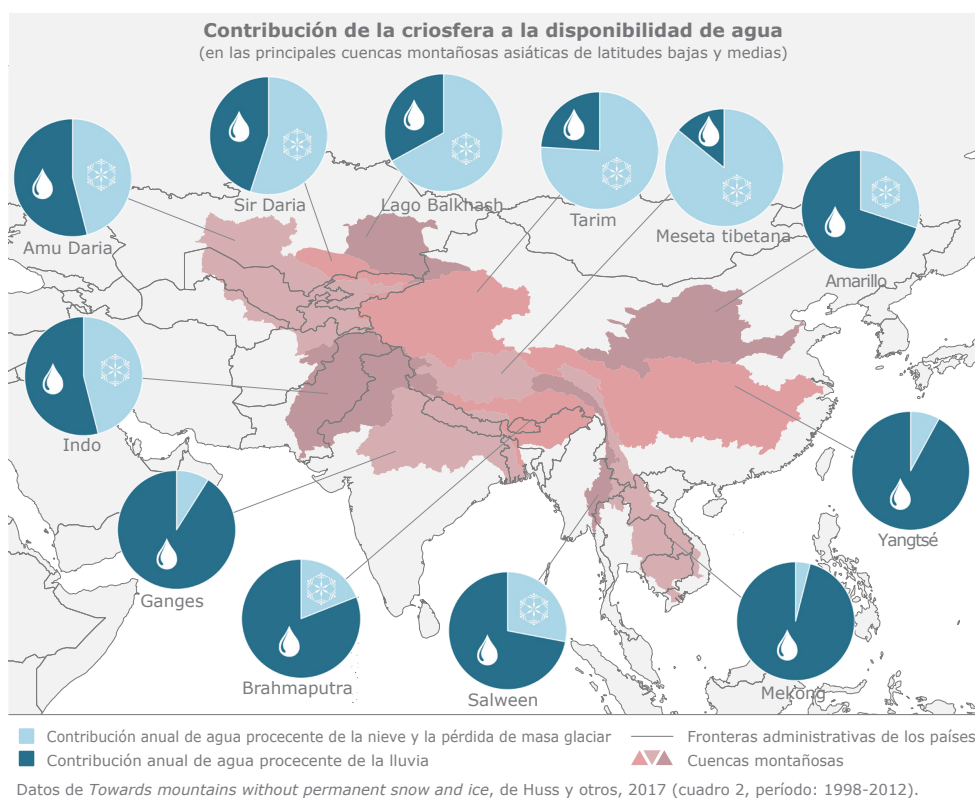 Contribución de la criosfera a la disponibilidad de agua
(en las principales cuencas montañosas asiáticas de latitudes bajas y medias)
Sir Daria
Lago Balkhash
Tarim
Meseta tibetana
Amu Daria
Amarillo
Indo
Yangtsé
Ganges
Brahmaputra
Salween
Mekong
Contribución anual de agua procecente de la nieve y la pérdida de masa glaciar
Fronteras administrativas de los países
Contribución anual de agua procecente de la lluvia
Cuencas montañosas
Datos de Towards mountains without permanent snow and ice, de Huss y otros, 2017 (cuadro 2, período: 1998-2012).